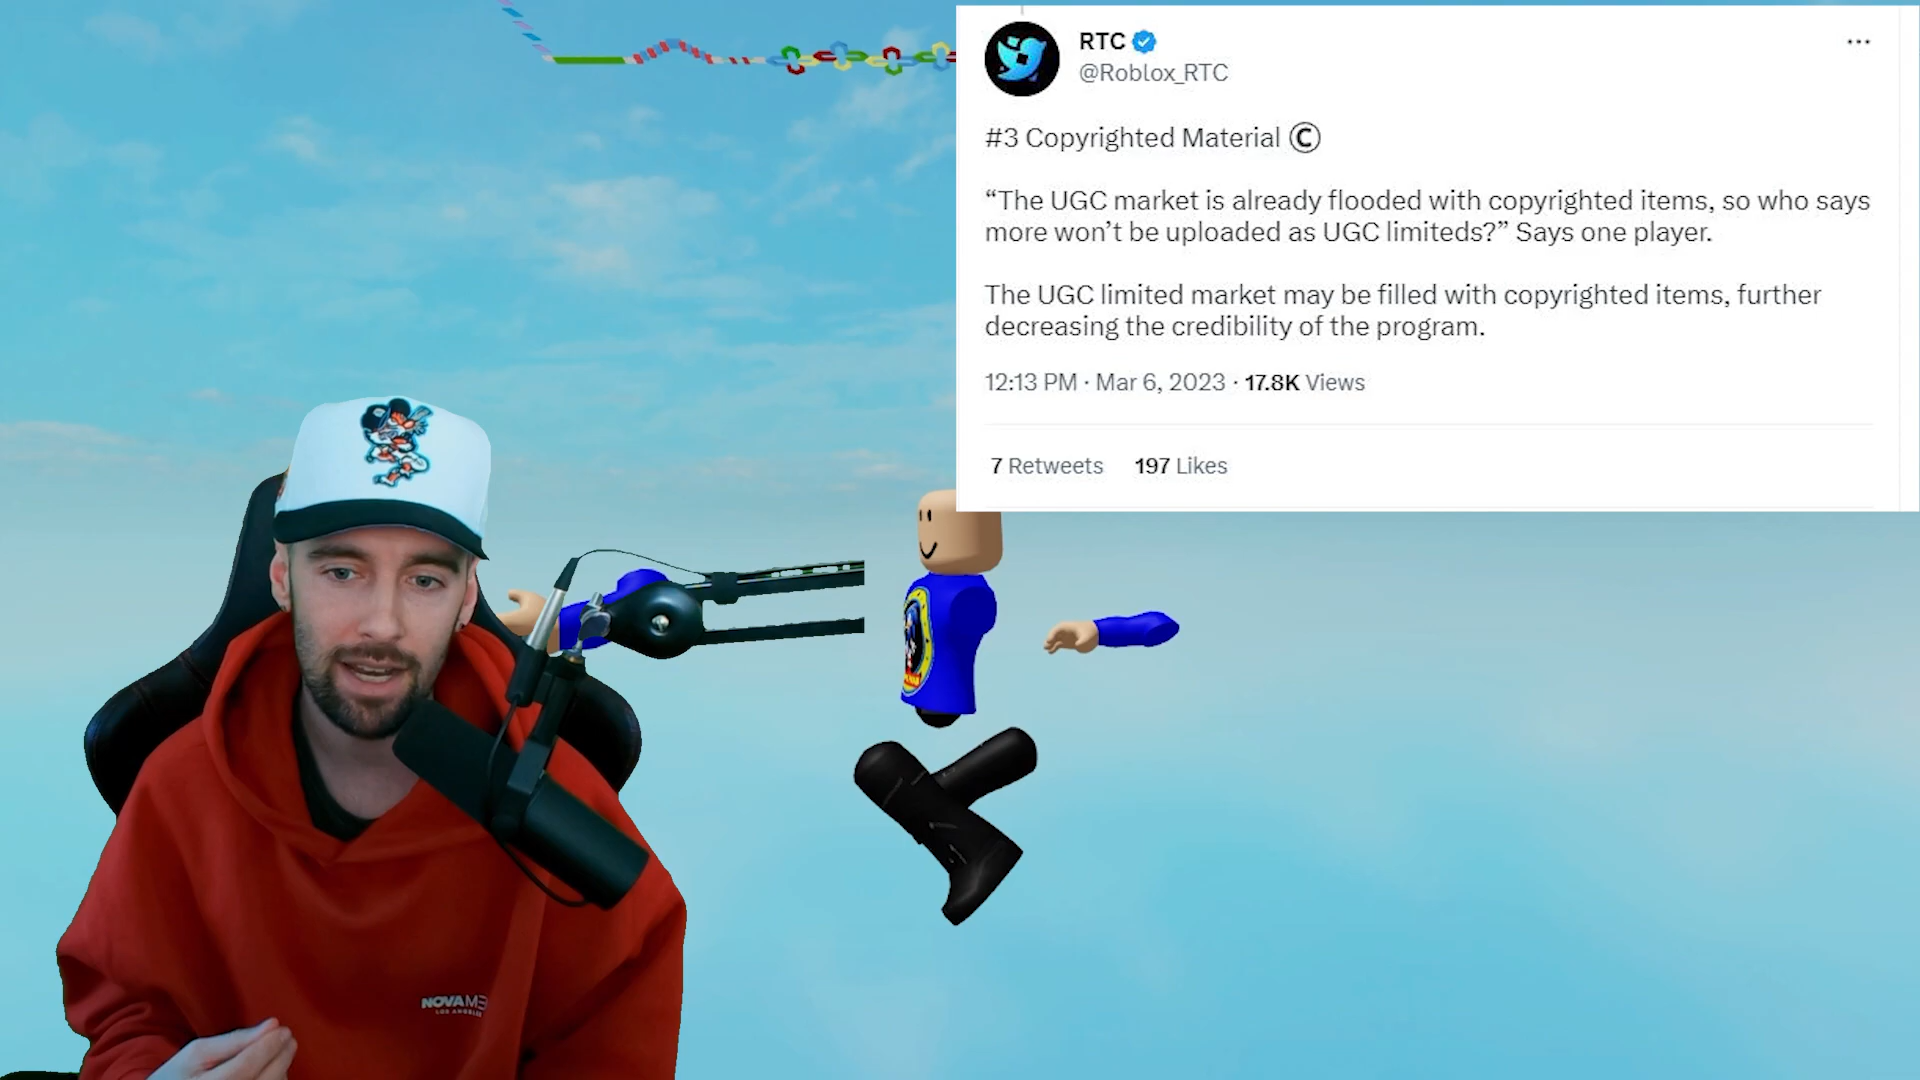 RTC
@Roblox_RTC
#3 Copyrighted Material ©
“The UGC market is already flooded with copyrighted items, so who says
more won’t be uploaded as UGC limiteds?” Says one player.
The UGC limited market may be filled with copyrighted items, further
decreasing the credibility of the program.
12:13 PM · Mar 6, 2023 · 17.8K Views
7 Retweets 197 Likes
NOVAME
LOS ANGELES